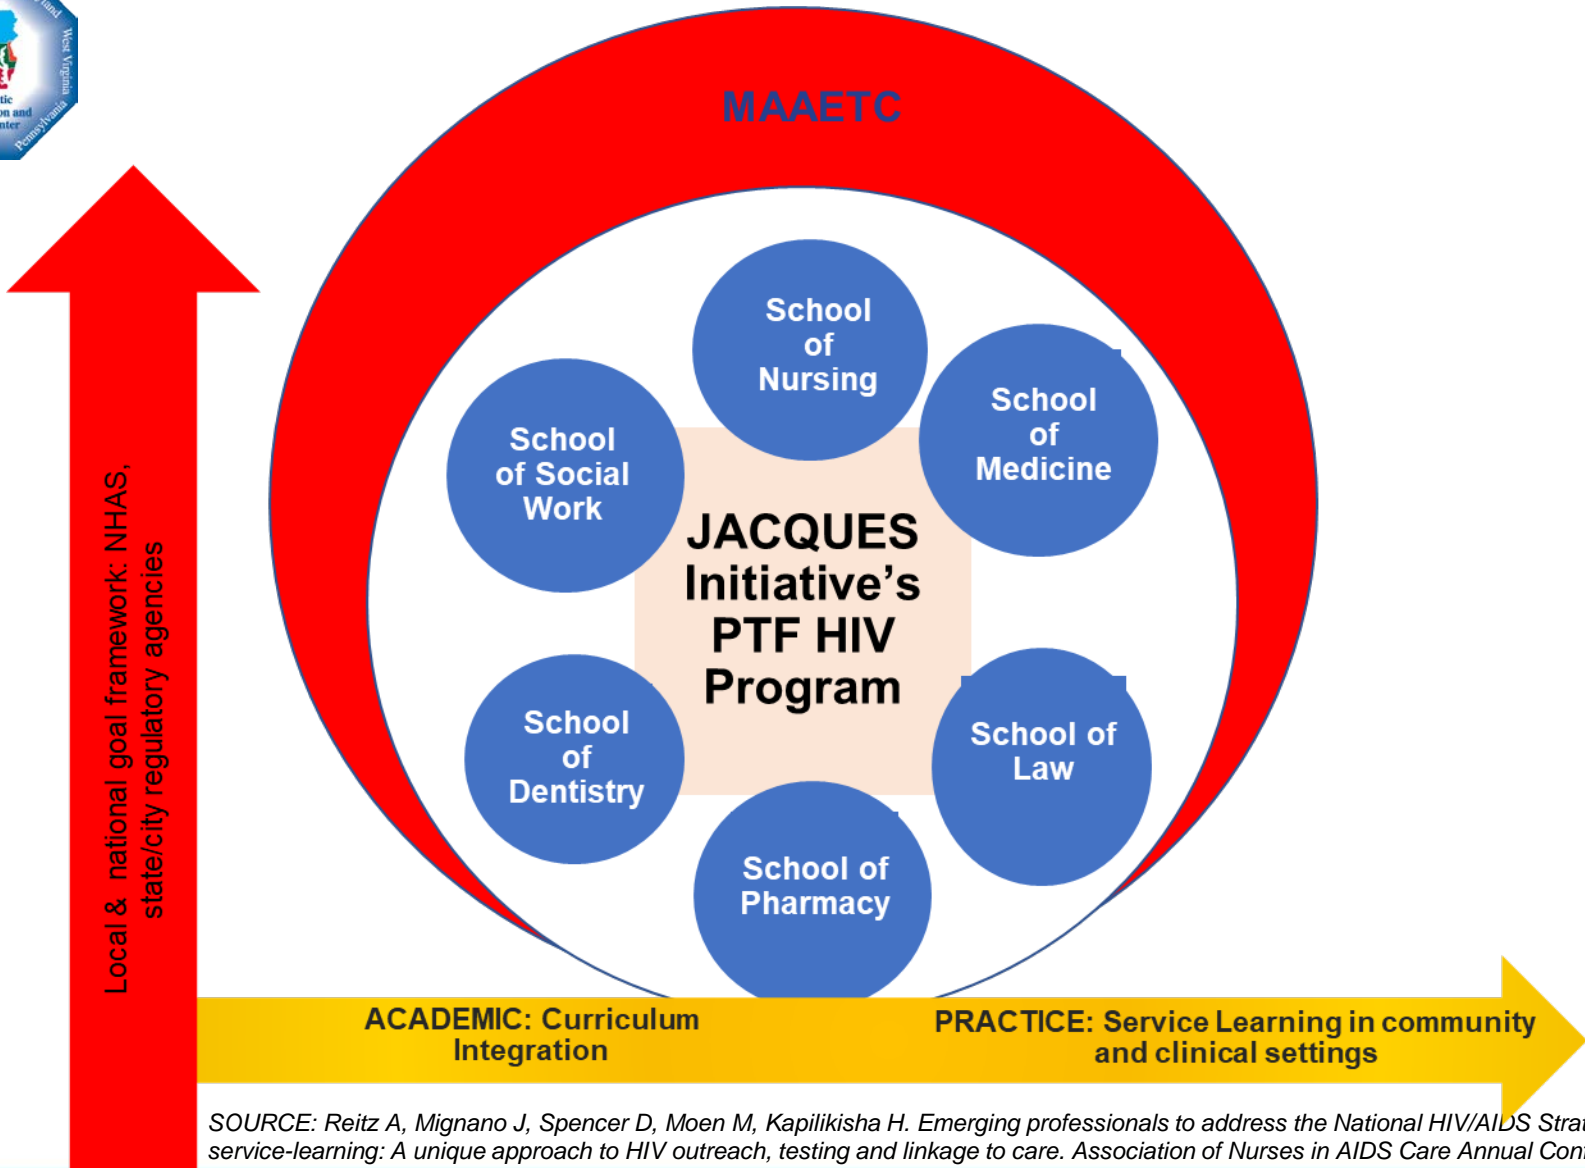 West Virginia
Pennsylvania
MAAETC
School
of
Nursing
School
of
Medicine
School
of Social
Work
JACQUES
Initiative’s
PTF HIV
Program
School
of
Dentistry
School of
Law
School of
Pharmacy
Local & national goal framework: NHAS,
state/city regulatory agencies
ACADEMIC: Curriculum
Integration
PRACTICE: Service Learning in community
and clinical settings
SOURCE: Reitz A, Mignano J, Spencer D, Moen M, Kapilikisha H. Emerging professionals to address the National HIV/AIDS Strat
service-learning: A unique approach to HIV outreach, testing and linkage to care. Association of Nurses in AIDS Care Annual Con